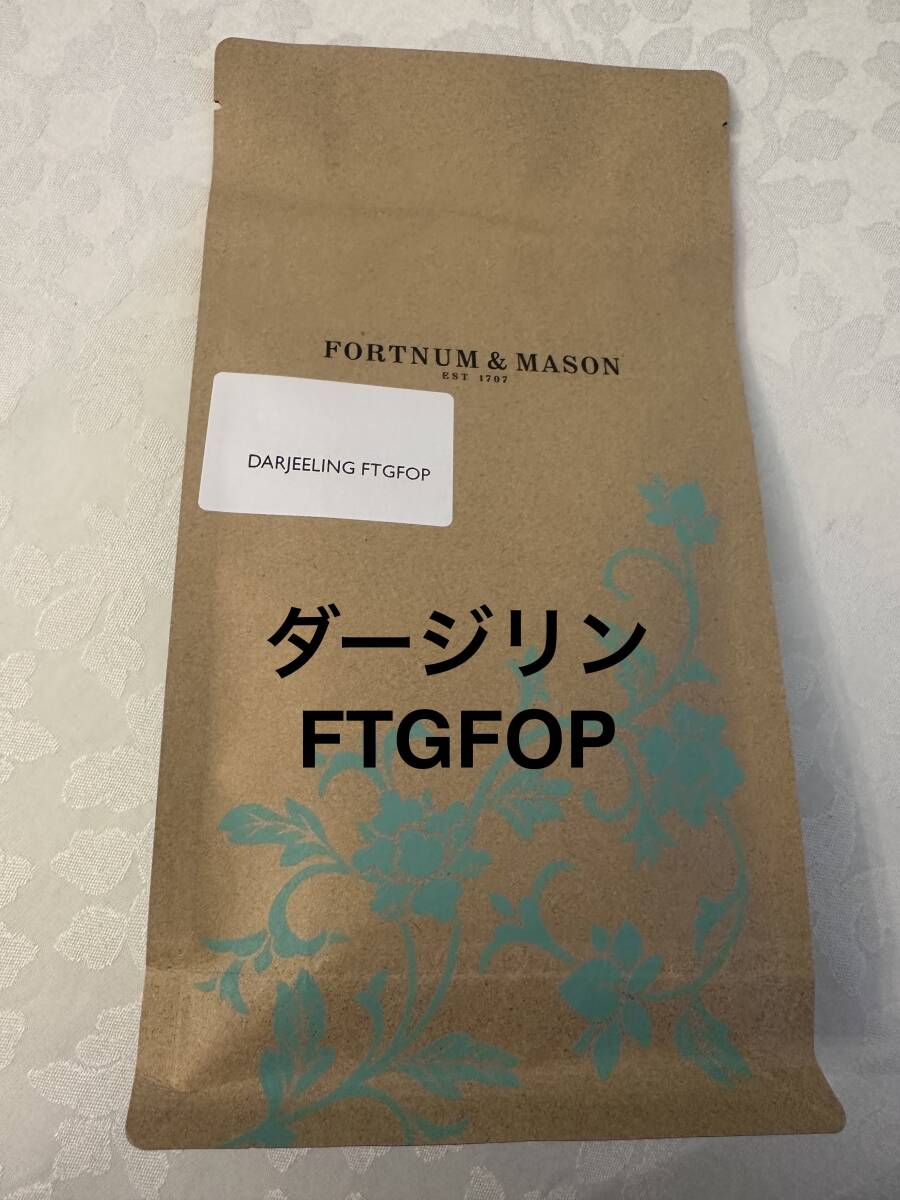 FORTNUM & MASON
EST 1707
DARJEELING FTGFOP
ダージリン
FTGFOP